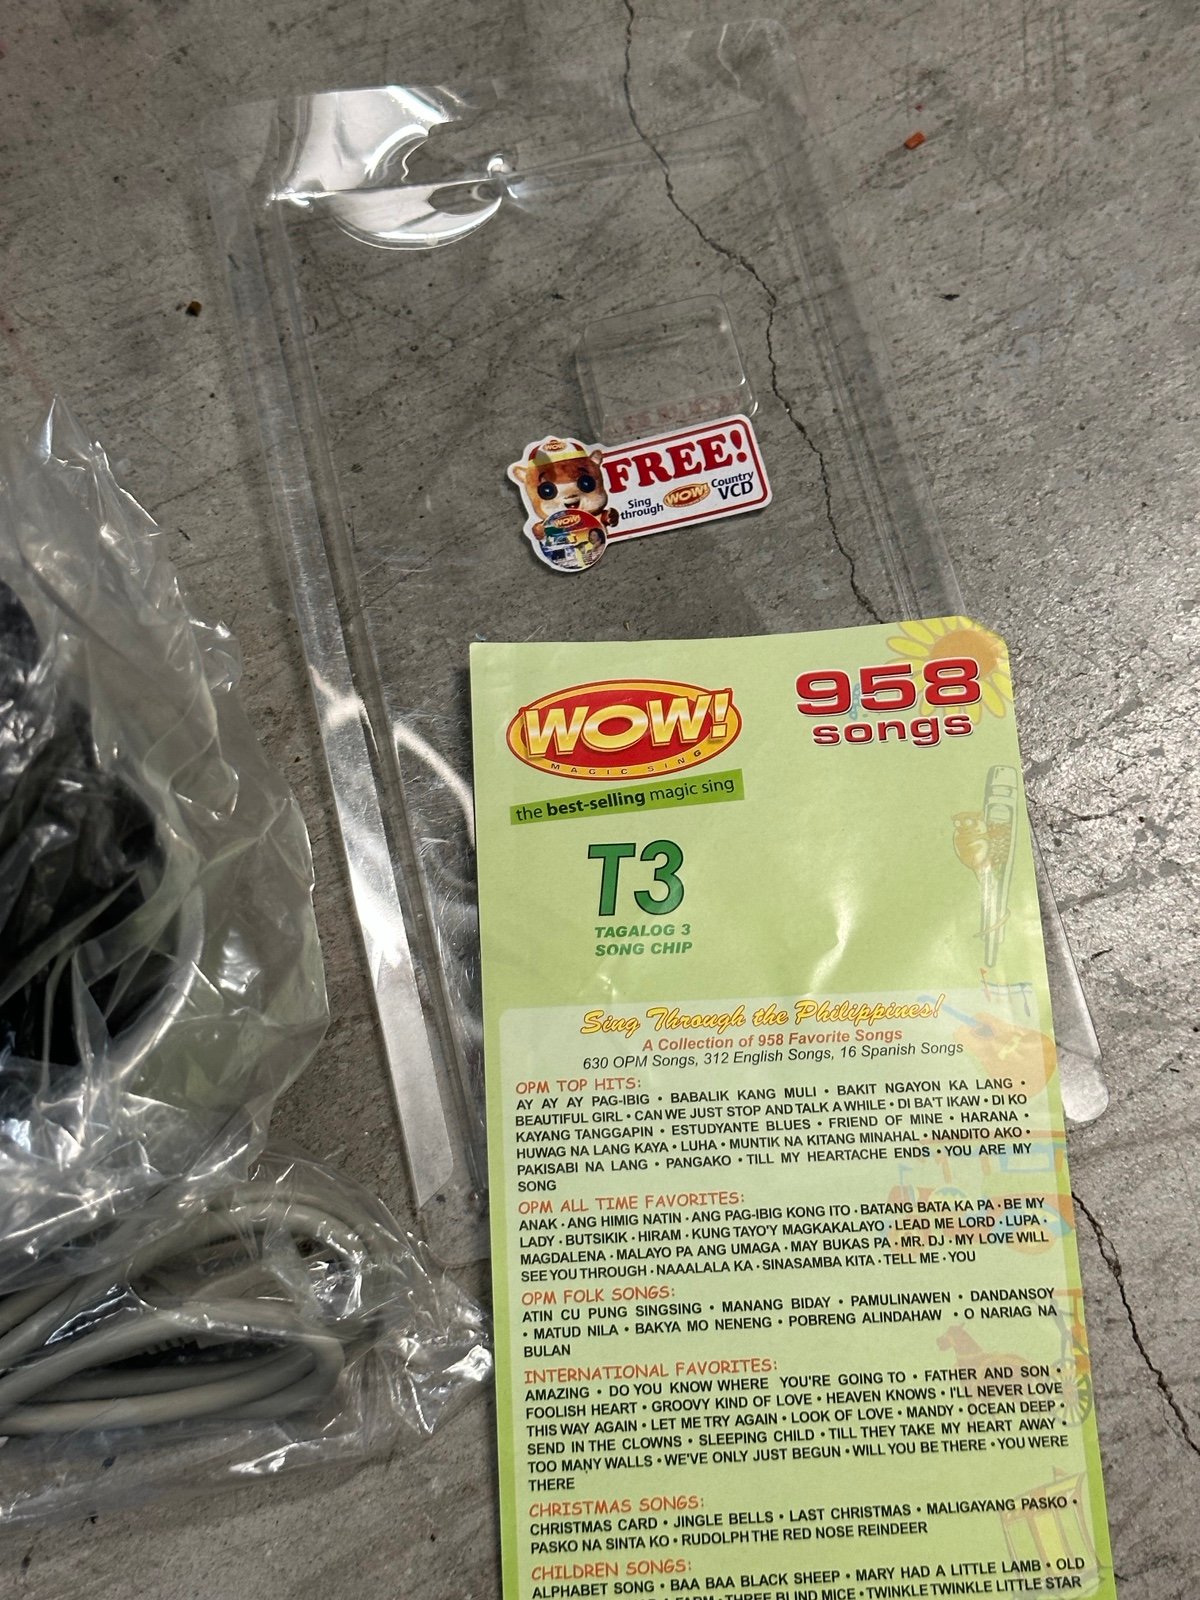 WOW!
FREE!
Sing through WOW! Country VCD
WOW!
WOW!
MAGIC SING
958
songs
the best-selling magic sing
T3
TAGALOG 3
SONG CHIP
Sing Through the Philippines!
A Collection of 958 Favorite Songs
630 OPM Songs, 312 English Songs, 16 Spanish Songs
OPM TOP HITS:
AY AY AY PAG-IBIG • BABALIK KANG MULI • BAKIT NGAYON KA LANG •
BEAUTIFUL GIRL • CAN WE JUST STOP AND TALK A WHILE • DI BA'T IKAW • DI KO
KAYANG TANGGAPIN • ESTUDYANTE BLUES • FRIEND OF MINE • HARANA •
HUWAG NA LANG KAYA • LUHA • MUNTIK NA KITANG MINAHAL • NANDITO AKO •
PAKISABI NA LANG • PANGAKO • TILL MY HEARTACHE ENDS • YOU ARE MY
SONG
OPM ALL TIME FAVORITES:
ANAK • ANG HIMIG NATIN • ANG PAG-IBIG KONG ITO • BATANG BATA KA PA • BE MY
LADY • BUTSIKIK • HIRAM • KUNG TAYO'Y MAGKAKALAYO • LEAD ME LORD • LUPA •
MAGDALENA • MALAYO PA ANG UMAGA • MAY BUKAS PA • MR. DJ • MY LOVE WILL
SEE YOU THROUGH • NAAALALA KA • SINASAMBA KITA • TELL ME • YOU
OPM FOLK SONGS:
ATIN CU PUNG SINGSING • MANANG BIDAY • PAMULINAWEN • DANDANSOY
• MATUD NILA • BAKYA MO NENENG • POBRENG ALINDAHAW • O NARIAG NA
BULAN
INTERNATIONAL FAVORITES:
AMAZING • DO YOU KNOW WHERE YOU'RE GOING TO • FATHER AND SON •
FOOLISH HEART • GROOVY KIND OF LOVE • HEAVEN KNOWS • I'LL NEVER LOVE
THIS WAY AGAIN • LET ME TRY AGAIN • LOOK OF LOVE • MANDY • OCEAN DEEP •
SEND IN THE CLOWNS • SLEEPING CHILD • TILL THEY TAKE MY HEART AWAY •
TOO MANY WALLS • WE'VE ONLY JUST BEGUN • WILL YOU BE THERE • YOU WERE
THERE
CHRISTMAS SONGS:
CHRISTMAS CARD • JINGLE BELLS • LAST CHRISTMAS • MALIGAYANG PASKO •
PASKO NA SINTA KO • RUDOLPH THE RED NOSE REINDEER
CHILDREN SONGS:
ALPHABET SONG • BAA BAA BLACK SHEEP • MARY HAD A LITTLE LAMB • OLD
FARM • THREE BLIND MICE • TWINKLE TWINKLE LITTLE STAR